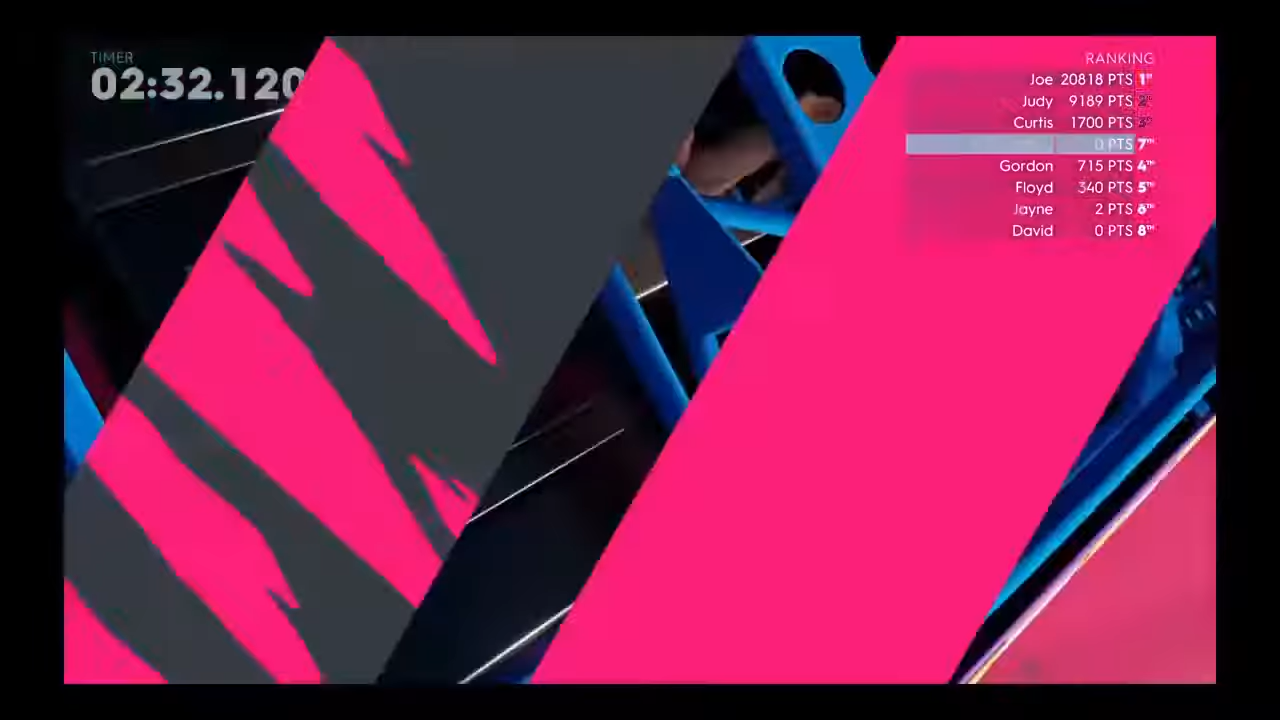 TIMER
02:32.120
RANKING
Joe 20818 PTS 1ST
Judy 9189 PTS 2ND
Curtis 1700 PTS 3RD
0 PTS 7TH
Gordon 715 PTS 4TH
Floyd 340 PTS 5TH
Jayne 2 PTS 6TH
David 0 PTS 8TH